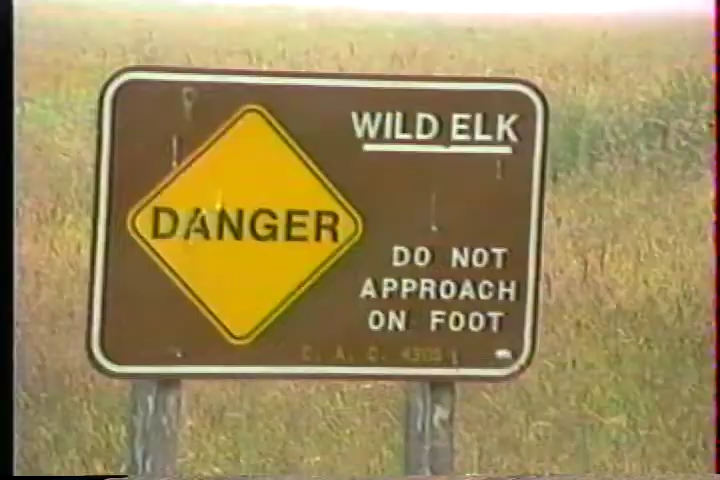 DANGER
WILD ELK
DO NOT
APPROACH
ON FOOT